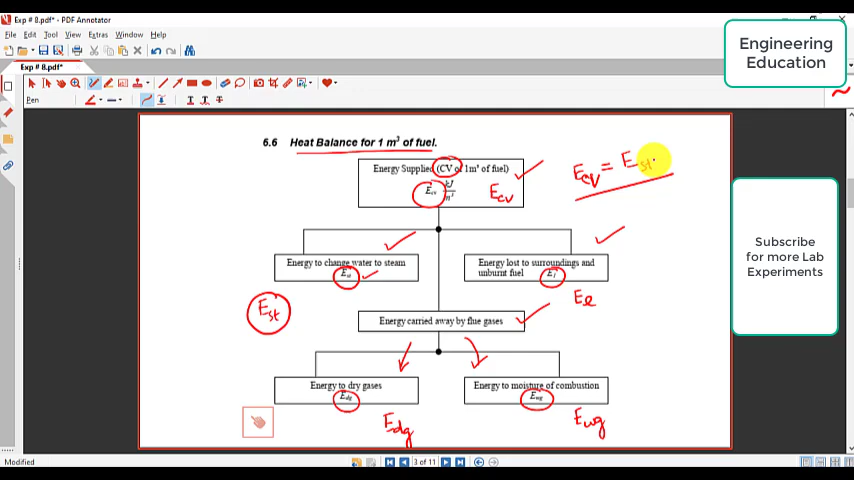 Exp # 8.pdf* - PDF Annotator
File Edit Tool View Extras Window Help
Exp # 8.pdf*
Pen
Engineering
Education
6.6 Heat Balance for 1 m³ of fuel.
Energy Supplied (CV of 1m³ of fuel)
Ecv kJ/m³
Ecv
Ecv = Est
Energy to change water to steam
Est
Energy lost to surroundings and
unburnt fuel El
Est
El
Energy carried away by flue gases
Energy to dry gases
Edg
Energy to moisture of combustion
Ewg
Edg
Ewg
Subscribe
for more Lab
Experiments
Modified
3 of 11